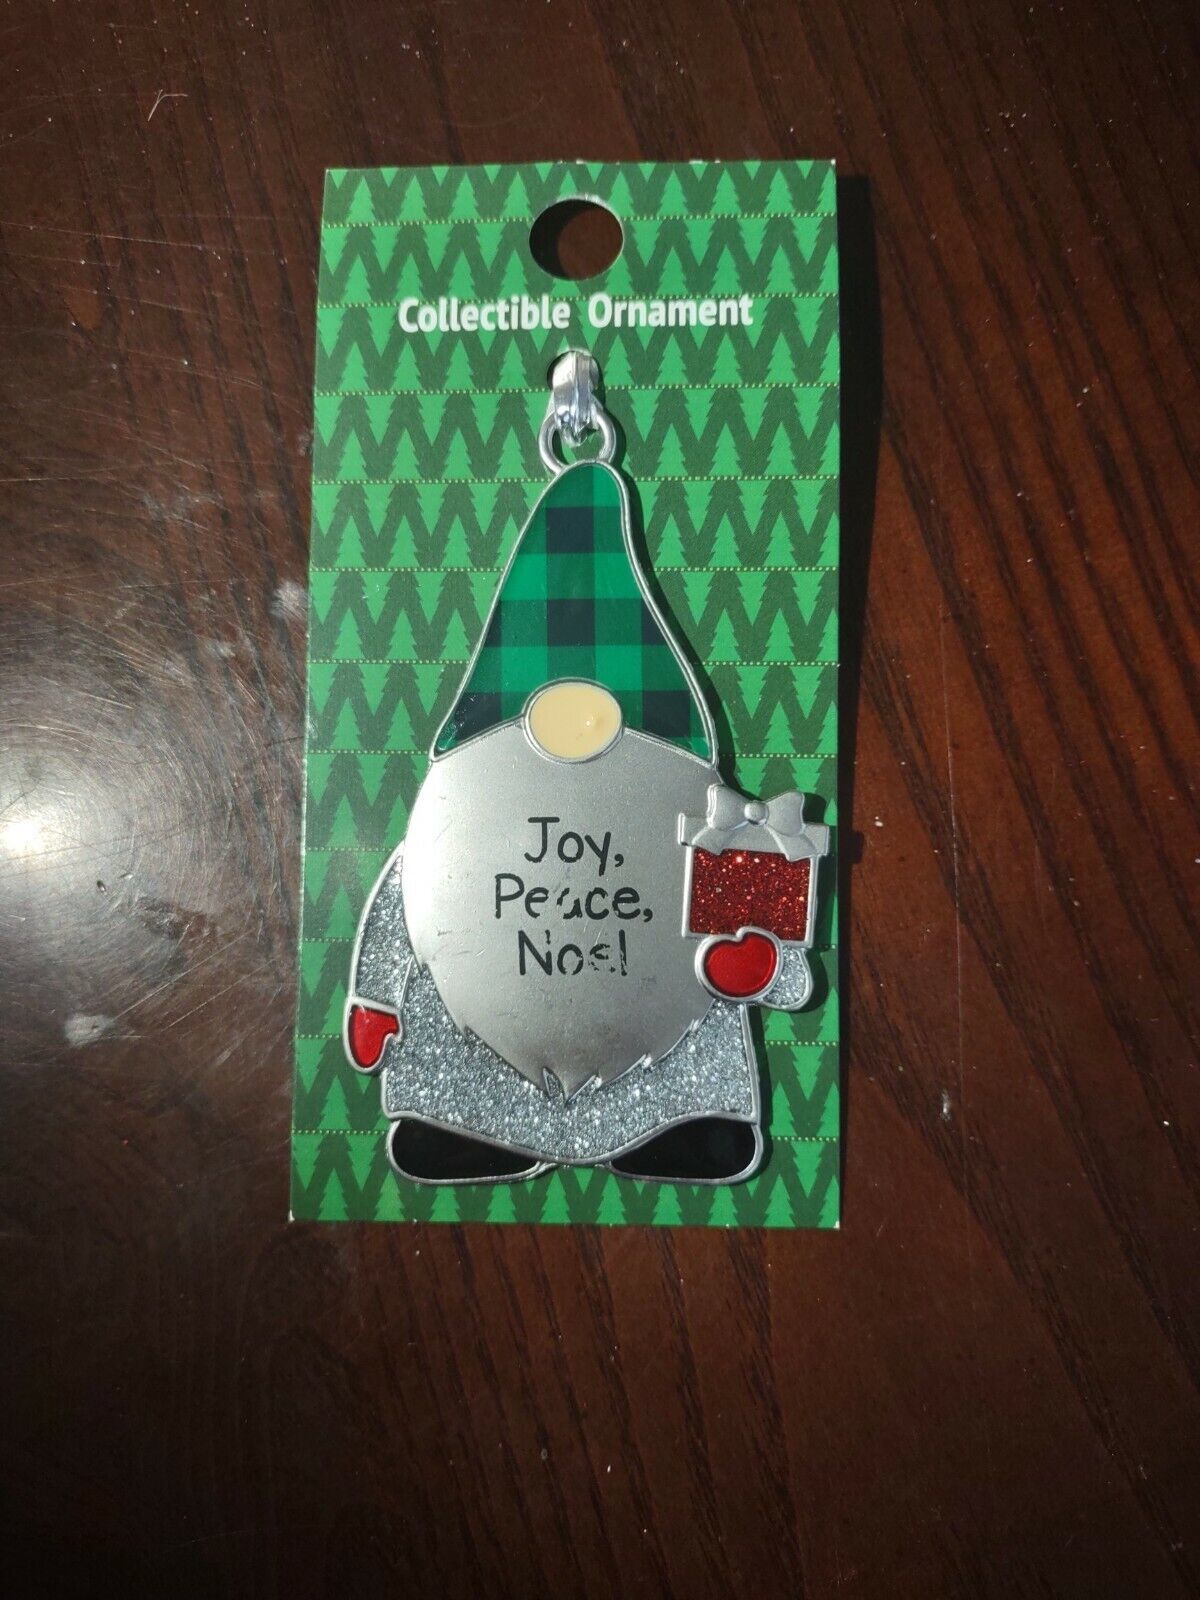 Collectible Ornament
Joy,
Peace,
Noel